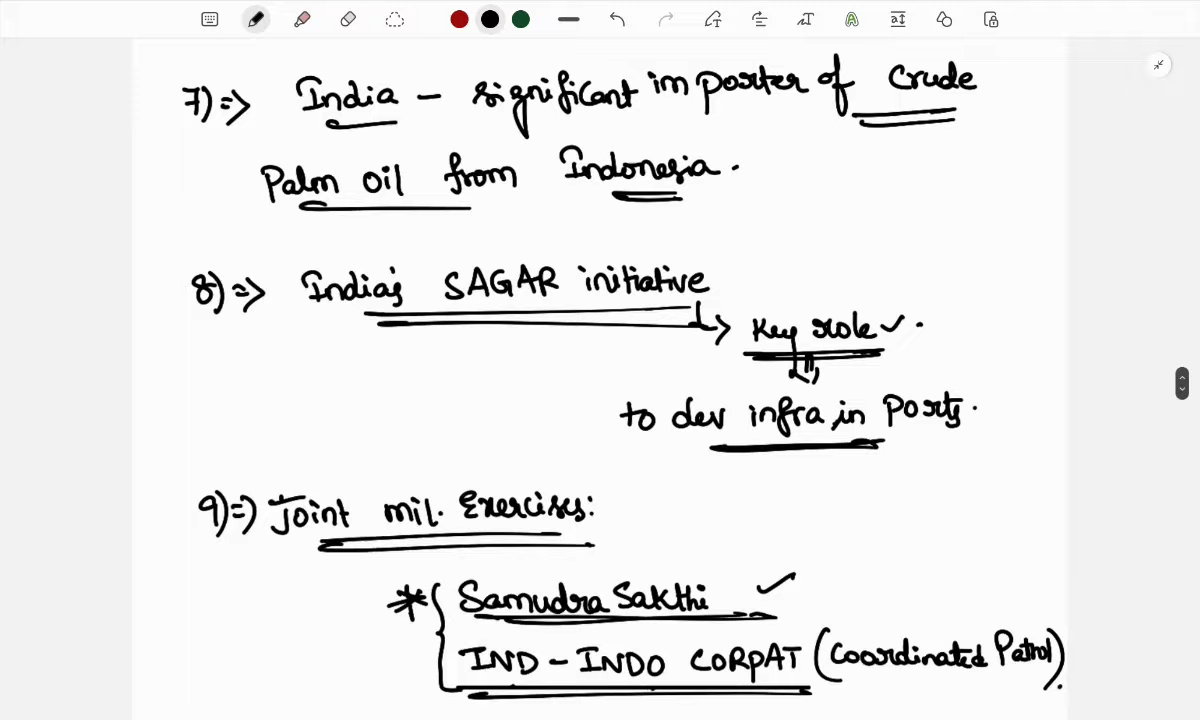 7)=> India - significant importer of Crude
Palm oil from Indonesia.
8)=> India's SAGAR initiative
Key role ✓.
to dev infra in Ports.
9)=> Joint mil. Exercises:
* Samudra Sakthi ✓
IND-INDO CORPAT (Coordinated Patrol).